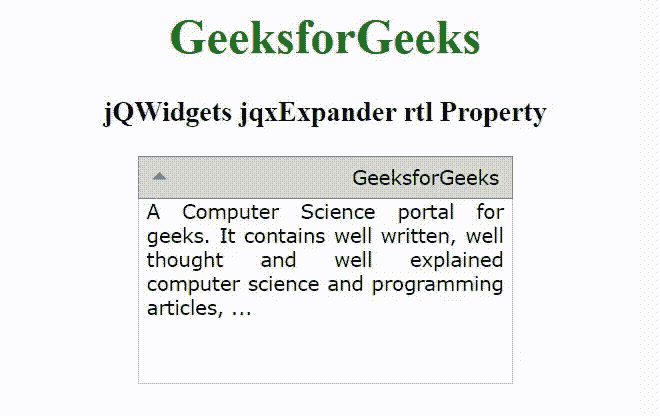 GeeksforGeeks
jQWidgets jqxExpander rtl Property
GeeksforGeeks
A Computer Science portal for
geeks. It contains well written, well
thought and well explained
computer science and programming
articles, ...